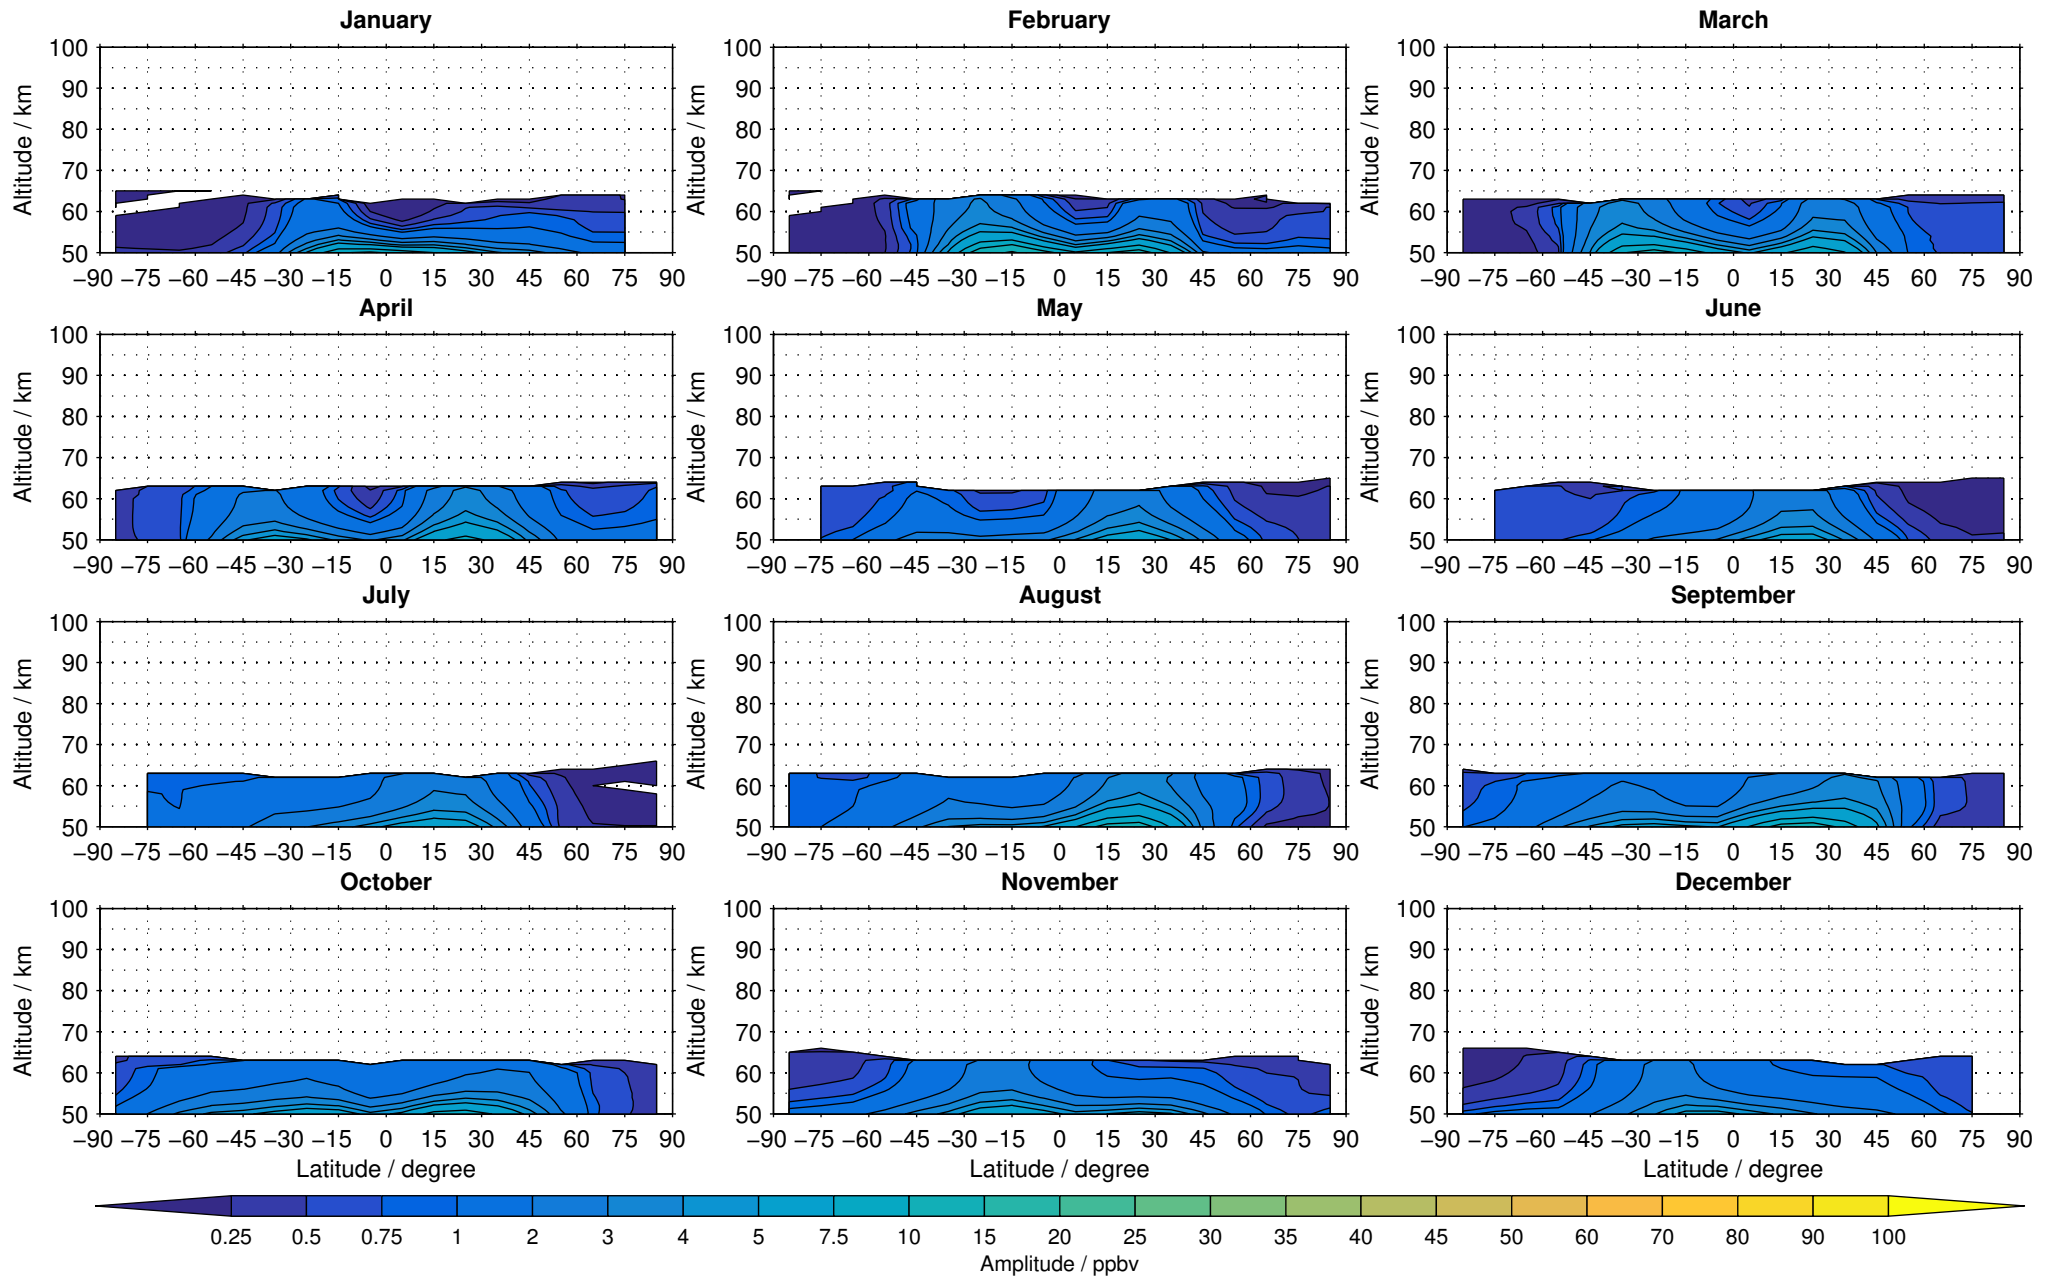 January February March
100 100 100
90 90 90
80 80 80
70 70 70
60 60 60
50 50 50
Altitude / km Altitude / km Altitude / km
−90 −75 −60 −45 −30 −15 0 15 30 45 60 75 90 −90 −75 −60 −45 −30 −15 0 15 30 45 60 75 90 −90 −75 −60 −45 −30 −15 0 15 30 45 60 75 90
April May June
100 100 100
90 90 90
80 80 80
70 70 70
60 60 60
50 50 50
Altitude / km Altitude / km Altitude / km
−90 −75 −60 −45 −30 −15 0 15 30 45 60 75 90 −90 −75 −60 −45 −30 −15 0 15 30 45 60 75 90 −90 −75 −60 −45 −30 −15 0 15 30 45 60 75 90
July August September
100 100 100
90 90 90
80 80 80
70 70 70
60 60 60
50 50 50
Altitude / km Altitude / km Altitude / km
−90 −75 −60 −45 −30 −15 0 15 30 45 60 75 90 −90 −75 −60 −45 −30 −15 0 15 30 45 60 75 90 −90 −75 −60 −45 −30 −15 0 15 30 45 60 75 90
October November December
100 100 100
90 90 90
80 80 80
70 70 70
60 60 60
50 50 50
Altitude / km Altitude / km Altitude / km
−90 −75 −60 −45 −30 −15 0 15 30 45 60 75 90 −90 −75 −60 −45 −30 −15 0 15 30 45 60 75 90 −90 −75 −60 −45 −30 −15 0 15 30 45 60 75 90
Latitude / degree Latitude / degree Latitude / degree
0.25 0.5 0.75 1 2 3 4 5 7.5 10 15 20 25 30 35 40 45 50 60 70 80 90 100
Amplitude / ppbv